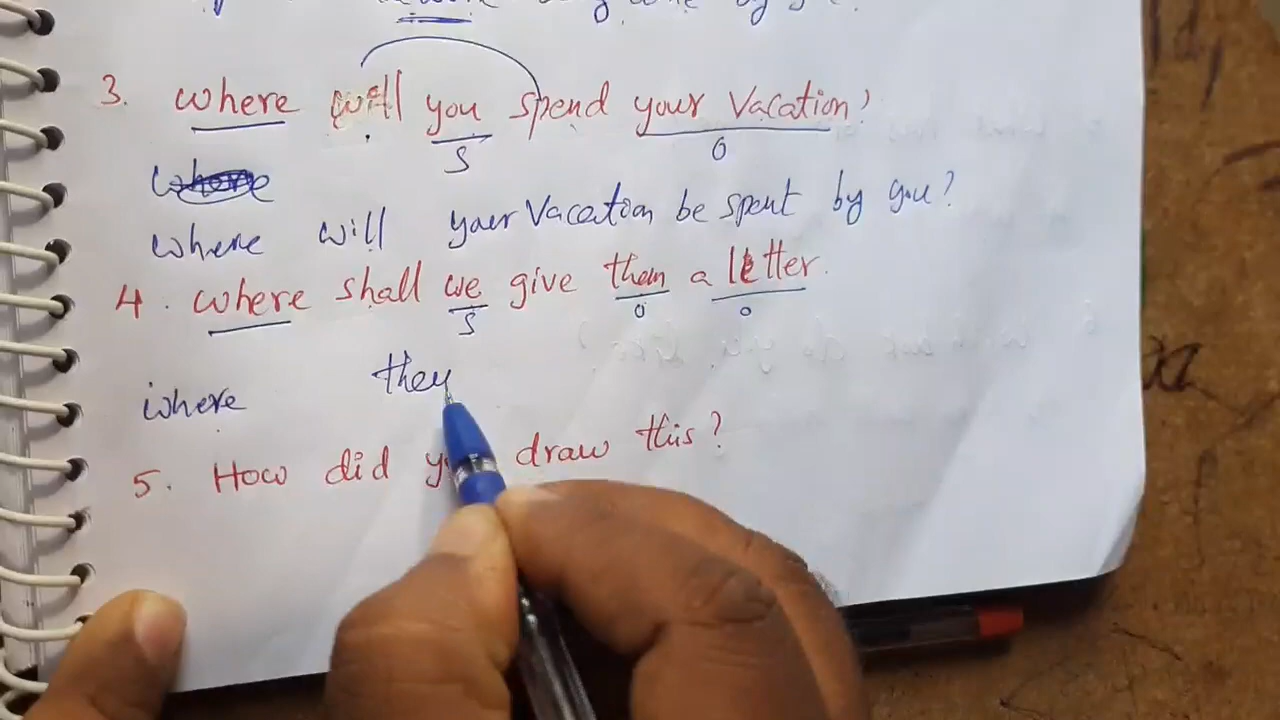 3. where will you spend your Vacation?
S O
where will your Vacation be spent by you?
4. where shall we give them a letter.
S O O
where they
5. How did draw this?